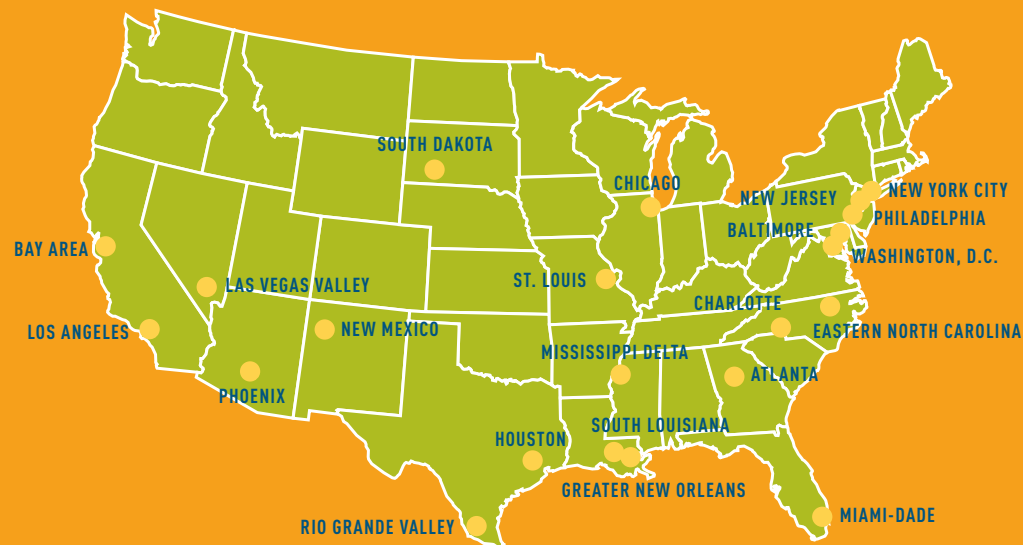 SOUTH DAKOTA
CHICAGO
NEW JERSEY
NEW YORK CITY
PHILADELPHIA
BALTIMORE
WASHINGTON, D.C.
BAY AREA
ST. LOUIS
LAS VEGAS VALLEY
CHARLOTTE
LOS ANGELES
NEW MEXICO
EASTERN NORTH CAROLINA
MISSISSIPPI DELTA
ATLANTA
PHOENIX
SOUTH LOUISIANA
HOUSTON
GREATER NEW ORLEANS
MIAMI-DADE
RIO GRANDE VALLEY